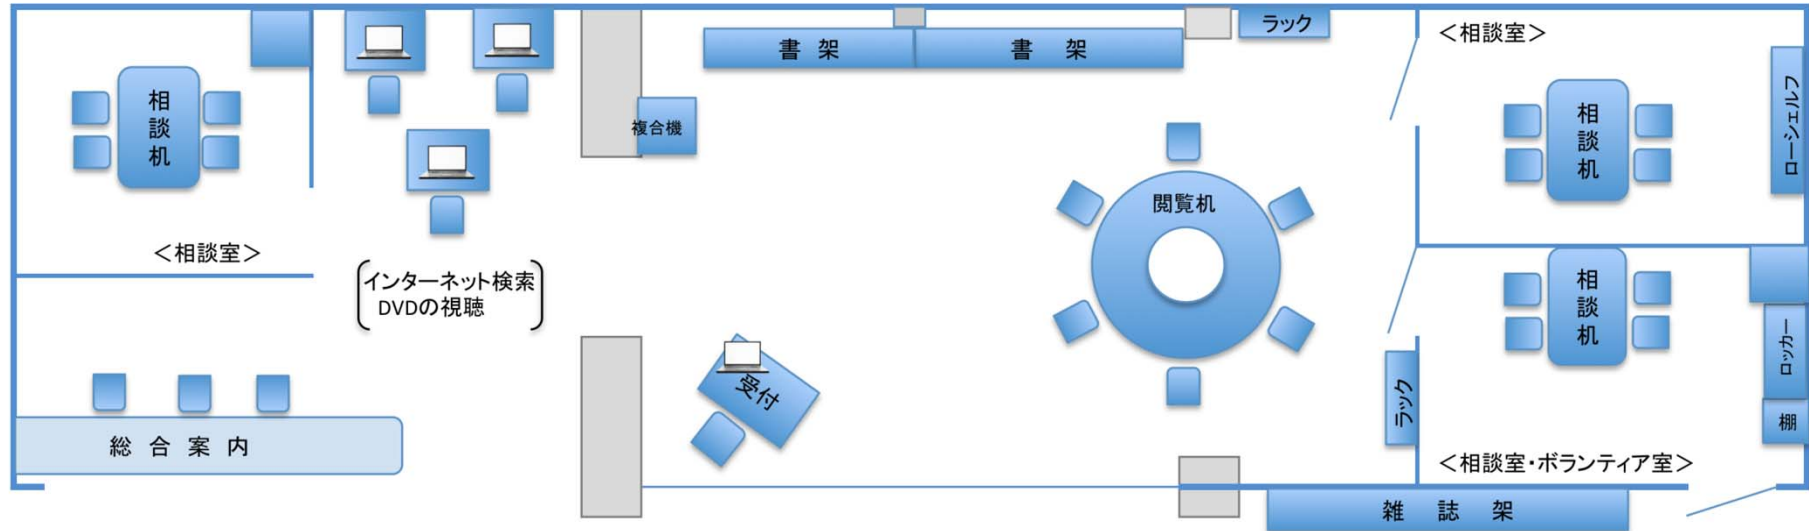 相談机
＜相談室＞
インターネット検索
DVDの視聴
総合案内
複合機
書架
書架
ラック
受付
閲覧机
ラック
＜相談室＞
相談机
ローシェルフ
相談机
ロッカー
棚
＜相談室・ボランティア室＞
雑誌架